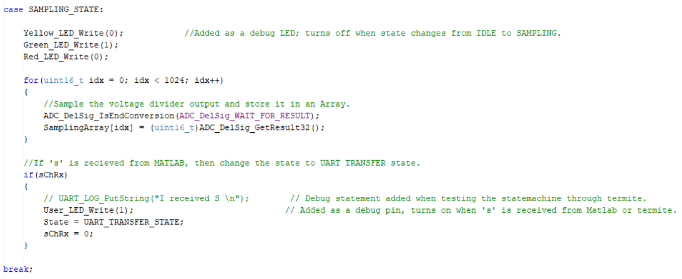 case SAMPLING_STATE:
Yellow_LED_Write(0); //Added as a debug LED; turns off when state changes from IDLE to SAMPLING.
Green_LED_Write(1);
Red_LED_Write(0);
for(uint16_t idx = 0; idx < 1024; idx++)
{
//Sample the voltage divider output and store it in an Array.
ADC_DelSig_IsEndConversion(ADC_DelSig_WAIT_FOR_RESULT);
SamplingArray[idx] = (uint16_t)ADC_DelSig_GetResult32();
}
//If 's' is recieved from MATLAB, then change the state to UART TRANSFER state.
if(sChRx)
{
// UART_LOG_PutString("I received S \n"); // Debug statement added when testing the statemachine through termite.
User_LED_Write(1); // Added as a debug pin, turns on when 's' is received from Matlab or termite.
State = UART_TRANSFER_STATE;
sChRx = 0;
}
break;